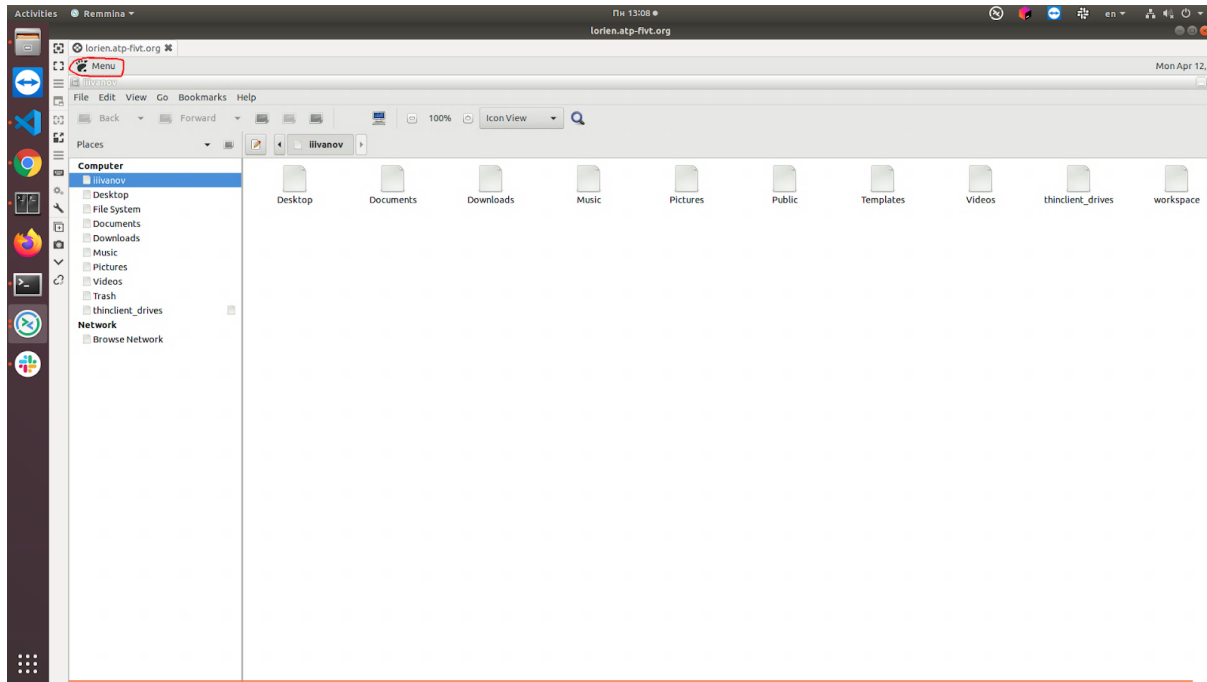 Activities Remmina Пн 13:08 en
lorien.atp-fivt.org
lorien.atp-fivt.org
Menu Mon Apr 12,
iiivanov
File Edit View Go Bookmarks Help
Back Forward 100% Icon View
Places iiivanov
Computer
iiivanov
Desktop
File System
Documents
Downloads
Music
Pictures
Videos
Trash
thinclient_drives
Network
Browse Network
Desktop Documents Downloads Music Pictures Public Templates Videos thinclient_drives workspace